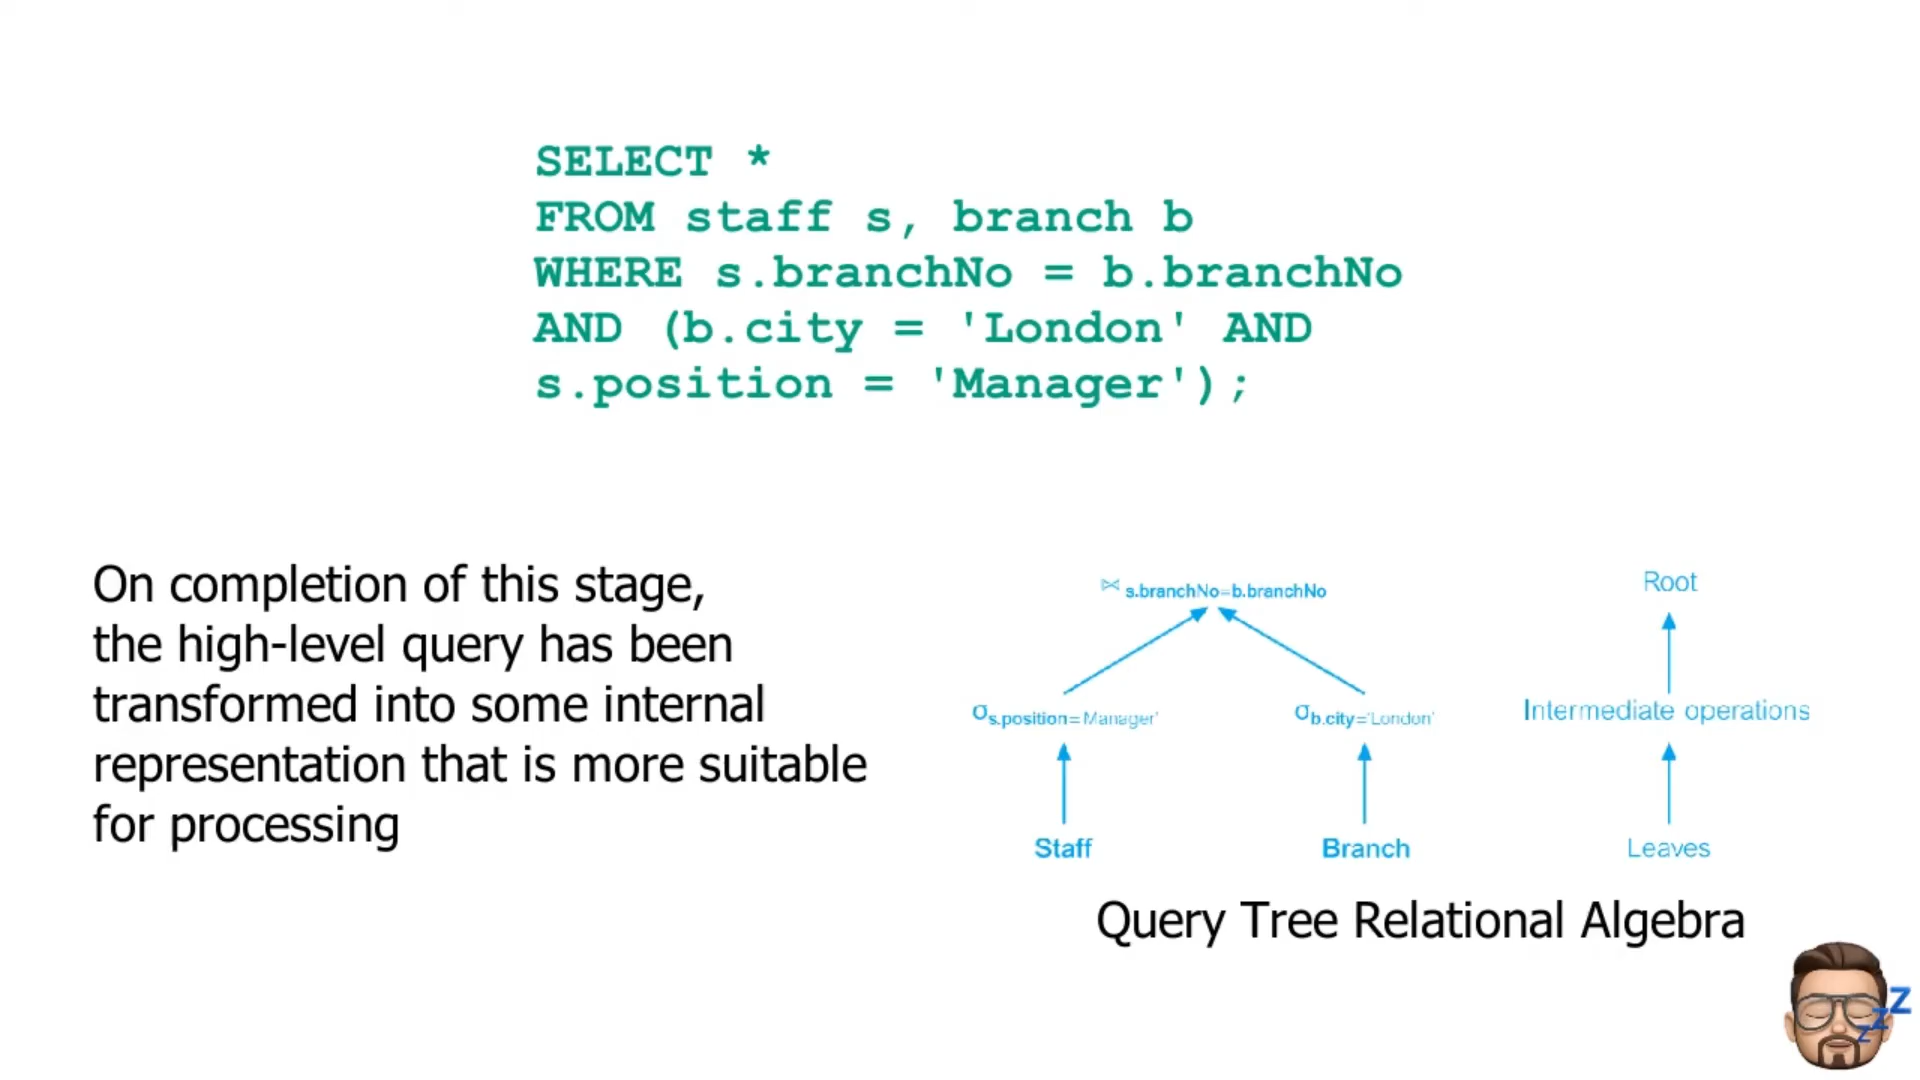 SELECT *
FROM staff s, branch b
WHERE s.branchNo = b.branchNo
AND (b.city = 'London' AND
s.position = 'Manager');
On completion of this stage,
the high-level query has been
transformed into some internal
representation that is more suitable
for processing
⋈ s.branchNo=b.branchNo
Root
σs.position=Manager'
σb.city='London'
Intermediate operations
Staff
Branch
Leaves
Query Tree Relational Algebra
z z Z